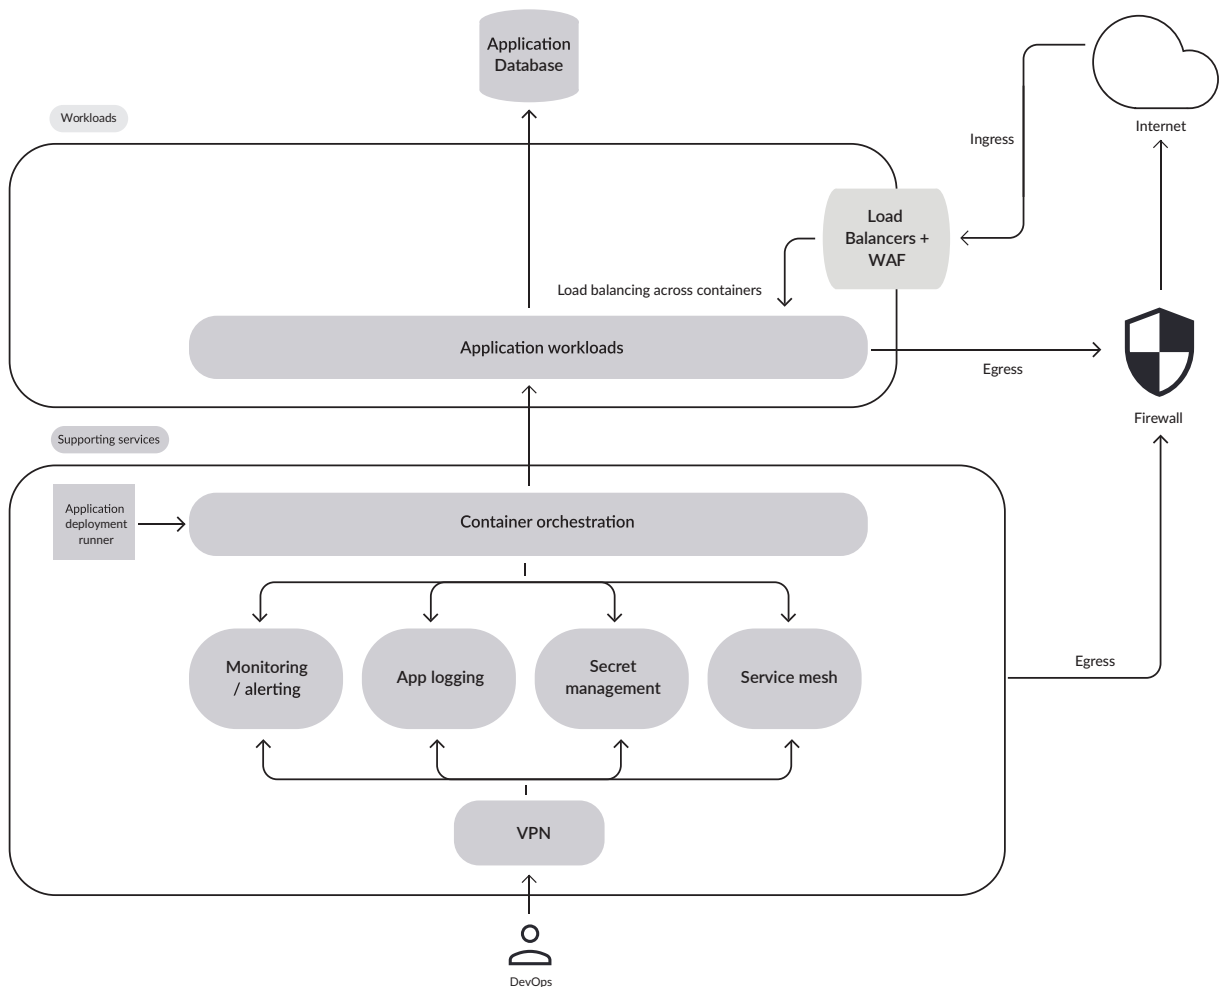 Application
Database
Workloads
Internet
Ingress
Load
Balancers +
WAF
Load balancing across containers
Application workloads
Egress
Firewall
Supporting services
Application
deployment
runner
Container orchestration
Monitoring
/ alerting
App logging
Secret
management
Service mesh
Egress
VPN
DevOps